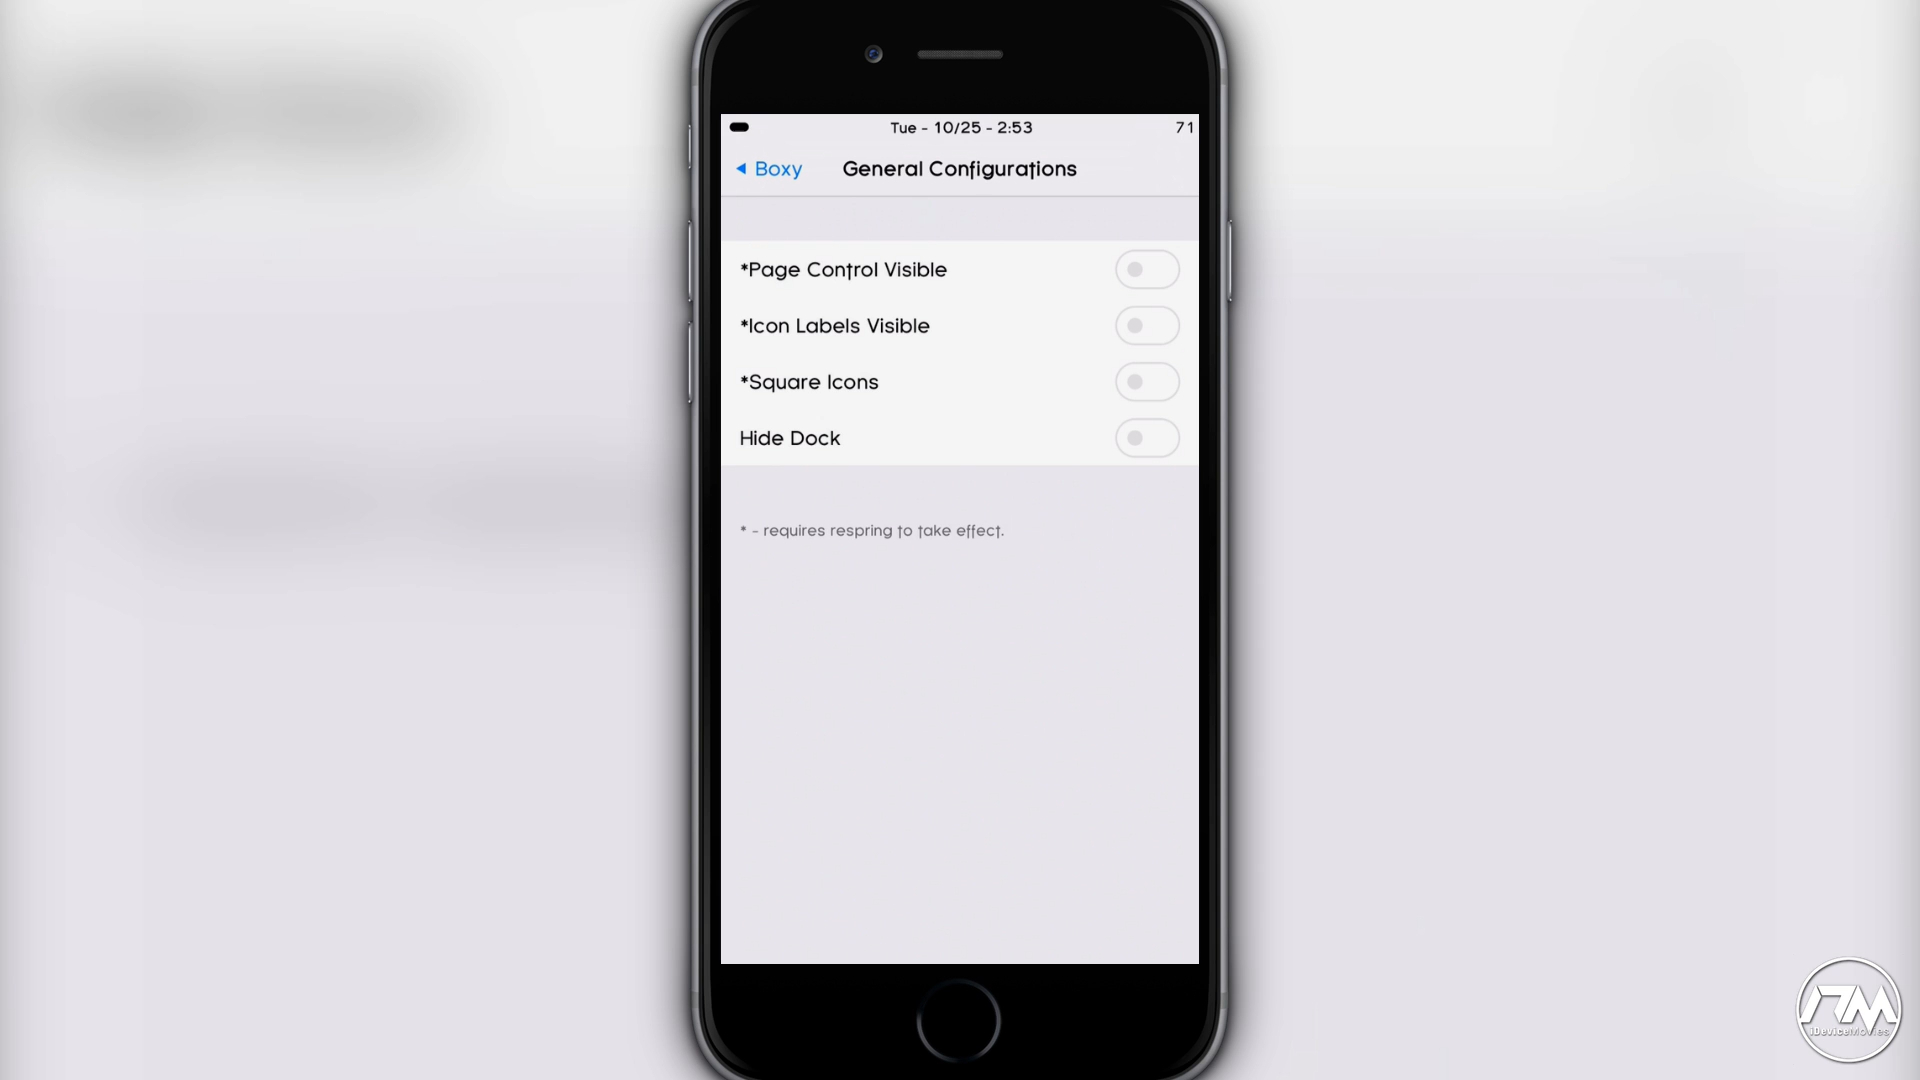 Tue - 10/25 - 2:53
71
Boxy
General Configurations
*Page Control Visible
*Icon Labels Visible
*Square Icons
Hide Dock
* - requires respring to take effect.
iDeviceMovies